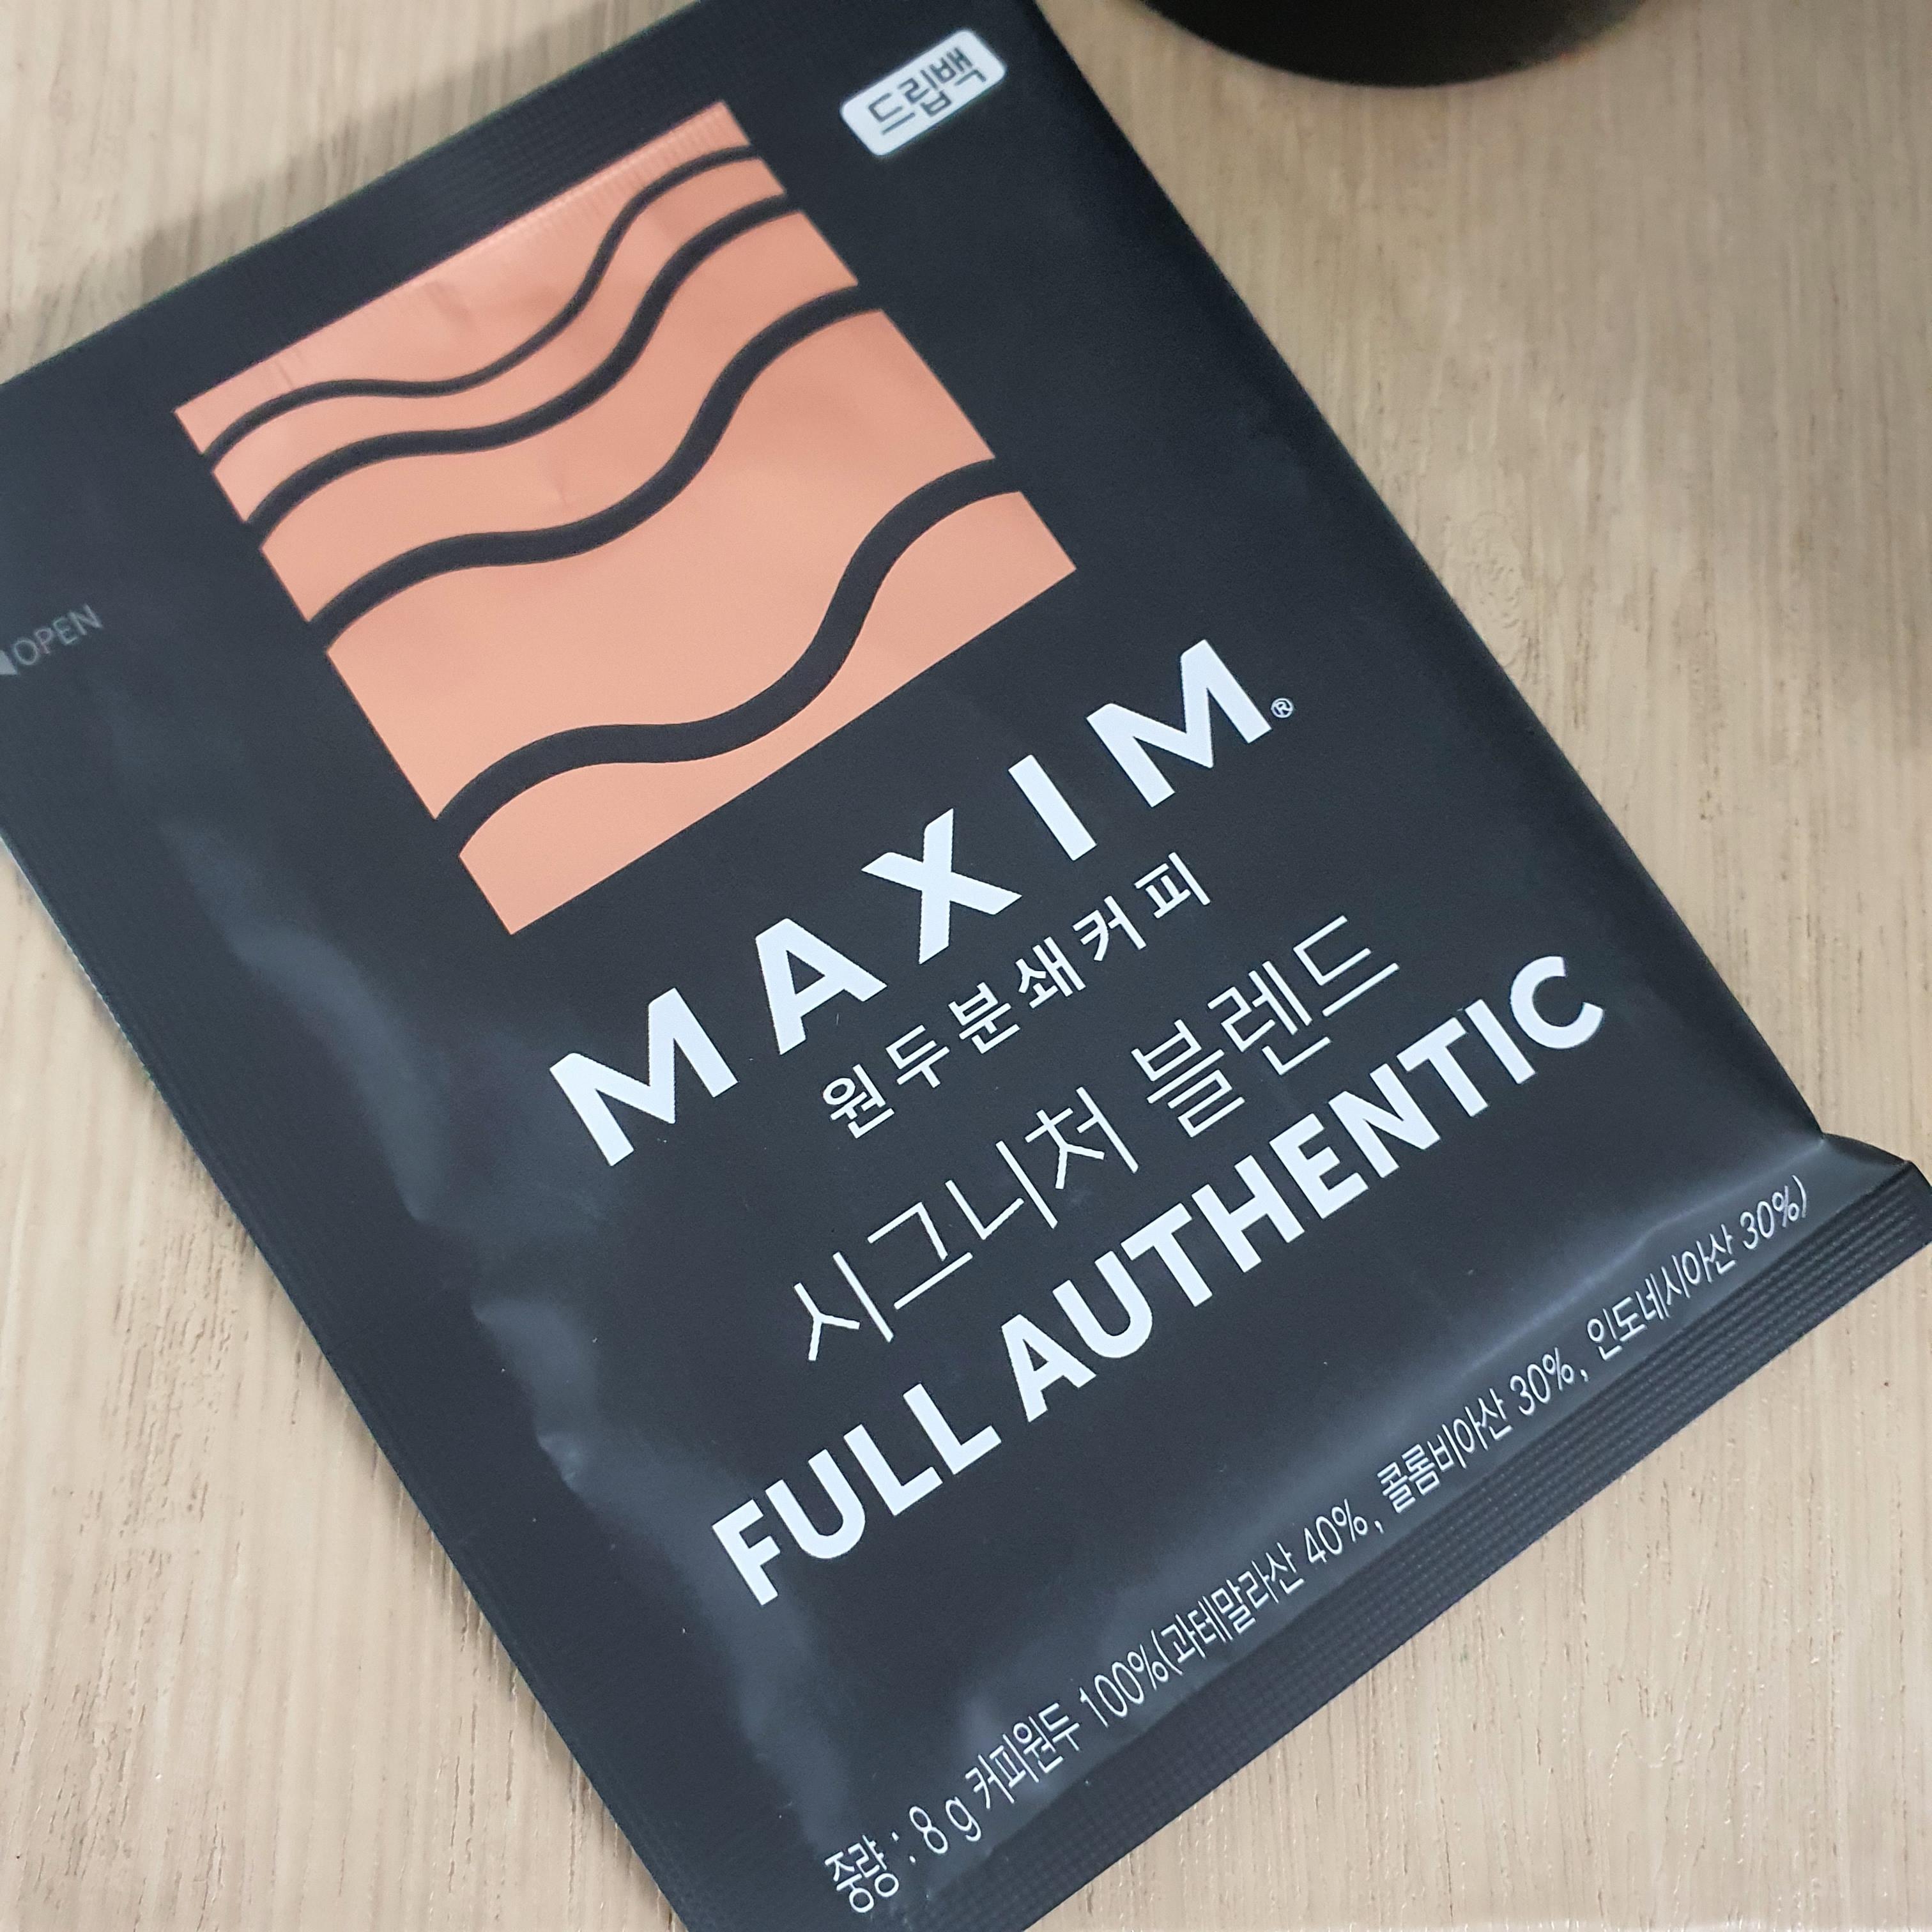 드립백
OPEN
MAXIM®
원두분쇄커피
시그니처 블렌드
FULL AUTHENTIC
중량 : 8 g 커피원두 100%(과테말라산 40%, 콜롬비아산 30%, 인도네시아산 30%)